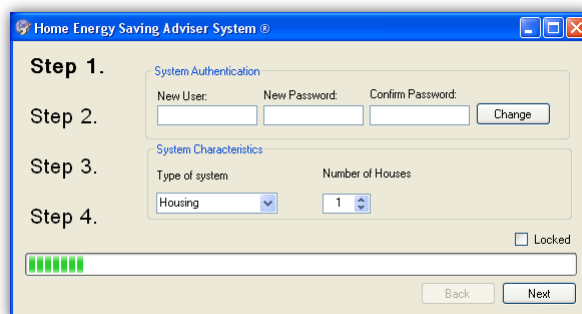 Home Energy Saving Adviser System ®
Step 1.
System Authentication
New User: New Password: Confirm Password:
Change
Step 2.
System Characteristics
Step 3.
Type of system Number of Houses
Housing 1
Step 4.
Locked
Back Next